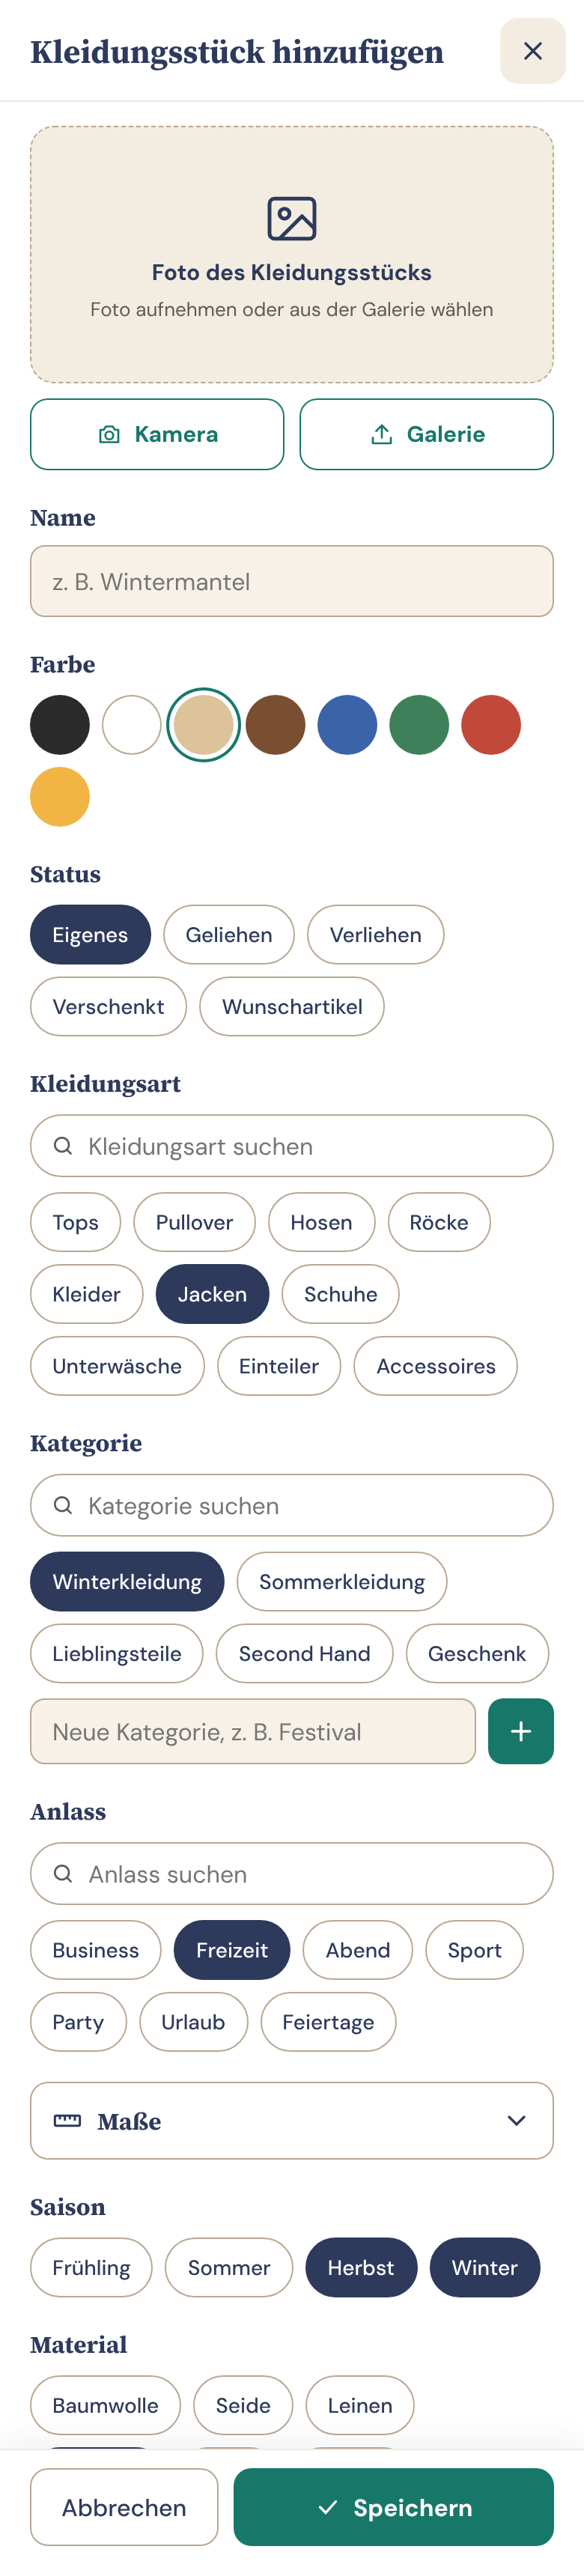 Kleidungsstück hinzufügen
Foto des Kleidungsstücks
Foto aufnehmen oder aus der Galerie wählen
Kamera Galerie
Name
z. B. Wintermantel
Farbe
Status
Eigenes Geliehen Verliehen
Verschenkt Wunschartikel
Kleidungsart
Kleidungsart suchen
Tops Pullover Hosen Röcke
Kleider Jacken Schuhe
Unterwäsche Einteiler Accessoires
Kategorie
Kategorie suchen
Winterkleidung Sommerkleidung
Lieblingsteile Second Hand Geschenk
Neue Kategorie, z. B. Festival
Anlass
Anlass suchen
Business Freizeit Abend Sport
Party Urlaub Feiertage
Maße
Saison
Frühling Sommer Herbst Winter
Material
Baumwolle Seide Leinen
Abbrechen Speichern